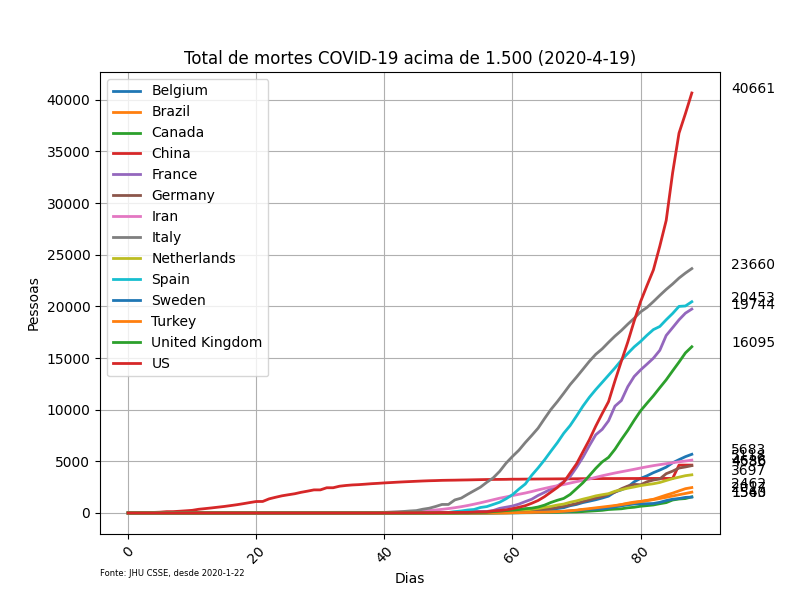 Total de mortes COVID-19 acima de 1.500 (2020-4-19)
Pessoas
40000
35000
30000
25000
20000
15000
10000
5000
0
Belgium
Brazil
Canada
China
France
Germany
Iran
Italy
Netherlands
Spain
Sweden
Turkey
United Kingdom
US
40661
23660
20453
19744
16095
5683
3697
2462
0
20
40
60
80
Dias
Fonte: JHU CSSE, desde 2020-1-22